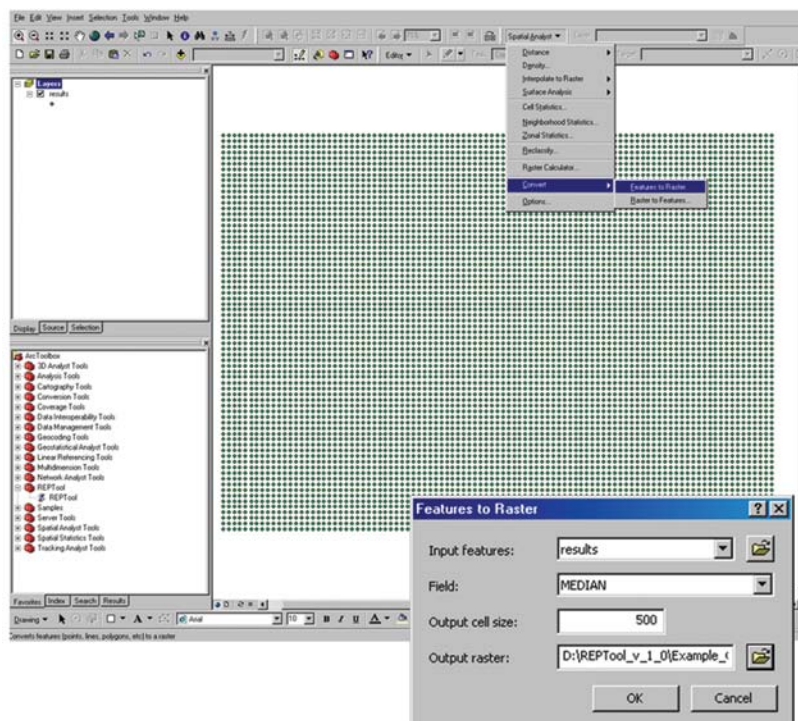 File Edit View Insert Selection Tools Window Help
Spatial Analyst
Editor
Distance
Density...
Interpolate to Raster
Surface Analysis
Cell Statistics...
Neighborhood Statistics...
Zonal Statistics...
Reclassify...
Raster Calculator...
Convert
Options...
Features to Raster
Raster to Features...
Layers
results
Display Source Selection
ArcToolbox
3D Analyst Tools
Analysis Tools
Cartography Tools
Conversion Tools
Coverage Tools
Data Interoperability Tools
Data Management Tools
Geocoding Tools
Geostatistical Analyst Tools
Linear Referencing Tools
Multidimension Tools
Network Analyst Tools
REPTool
REPTool
Samples
Server Tools
Spatial Analyst Tools
Spatial Statistics Tools
Tracking Analyst Tools
Favorites Index Search Results
Drawing A Arial 10 B I U A
Converts features (points, lines, polygons, etc) to a raster
Features to Raster
Input features: results
Field: MEDIAN
Output cell size: 500
Output raster: D:\REPTool_v_1_0\Example_
OK Cancel